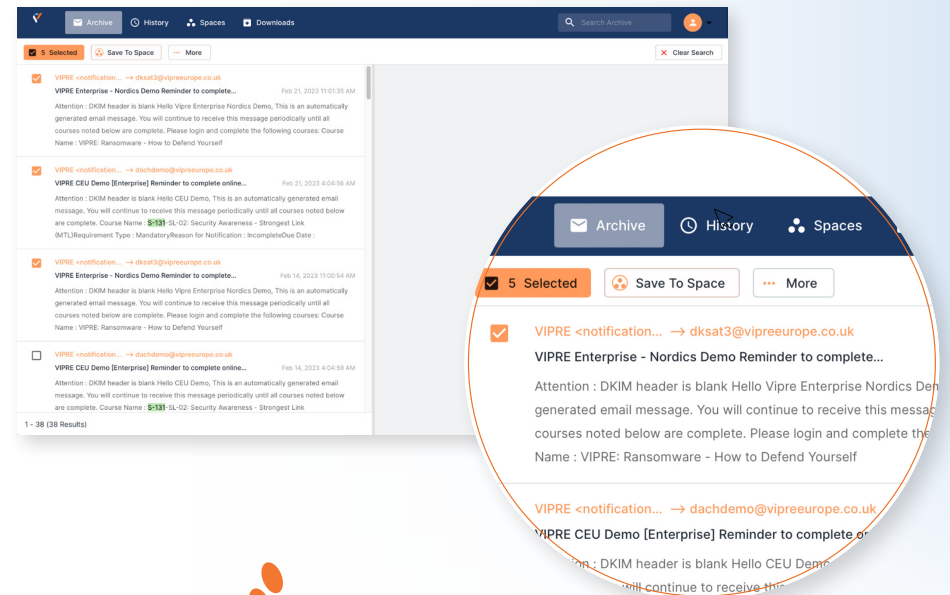 Archive History Spaces Downloads Search Archive
5 Selected Save To Space More Clear Search
VIPRE <notification... → dksat3@vipreeurope.co.uk
VIPRE Enterprise - Nordics Demo Reminder to complete... Feb 21, 2023 11:01:35 AM
Attention : DKIM header is blank Hello Vipre Enterprise Nordics Demo, This is an automatically
generated email message. You will continue to receive this message periodically until all
courses noted below are complete. Please login and complete the following courses: Course
Name : VIPRE: Ransomware - How to Defend Yourself
VIPRE <notification... → dachdemo@vipreeurope.co.uk
VIPRE CEU Demo [Enterprise] Reminder to complete online... Feb 21, 2023 4:04:56 AM
Attention : DKIM header is blank Hello CEU Demo, This is an automatically generated email
message. You will continue to receive this message periodically until all courses noted below
are complete. Course Name : S-131-SL-02: Security Awareness - Strongest Link
(MTL)Requirement Type : MandatoryReason for Notification : IncompleteDue Date :
VIPRE <notification... → dksat3@vipreeurope.co.uk
VIPRE Enterprise - Nordics Demo Reminder to complete... Feb 14, 2023 11:00:54 AM
Attention : DKIM header is blank Hello Vipre Enterprise Nordics Demo, This is an automatically
generated email message. You will continue to receive this message periodically until all
courses noted below are complete. Please login and complete the following courses: Course
Name : VIPRE: Ransomware - How to Defend Yourself
VIPRE <notification... → dachdemo@vipreeurope.co.uk
VIPRE CEU Demo [Enterprise] Reminder to complete online... Feb 14, 2023 4:04:59 AM
Attention : DKIM header is blank Hello CEU Demo, This is an automatically generated email
message. You will continue to receive this message periodically until all courses noted below
are complete. Course Name : S-131-SL-02: Security Awareness - Strongest Link
1 - 38 (38 Results)
Archive History Spaces
5 Selected Save To Space More
VIPRE <notification... → dksat3@vipreeurope.co.uk
VIPRE Enterprise - Nordics Demo Reminder to complete...
Attention : DKIM header is blank Hello Vipre Enterprise Nordics
generated email message. You will continue to receive this
courses noted below are complete. Please login and complete the
Name : VIPRE: Ransomware - How to Defend Yourself
VIPRE <notification... → dachdemo@vipreeurope.co.uk
VIPRE CEU Demo [Enterprise] Reminder to complete
: DKIM header is blank Hello CEU
will continue to receive